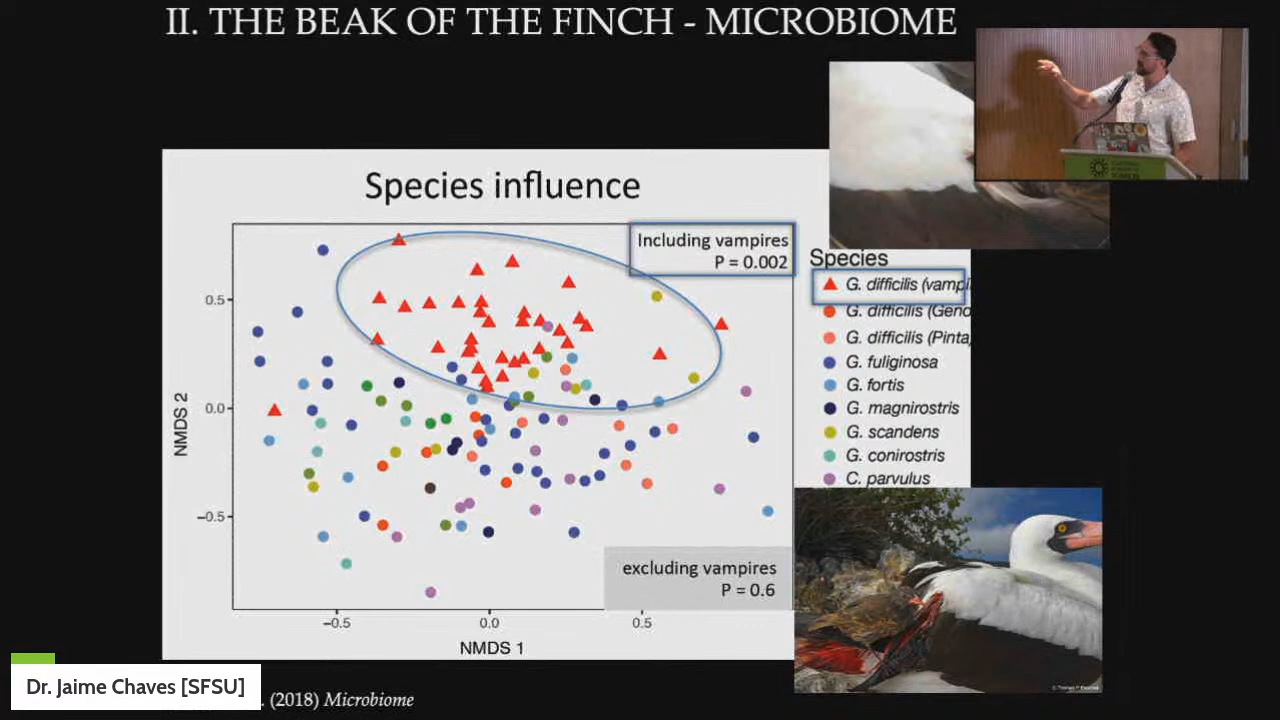 II. THE BEAK OF THE FINCH - MICROBIOME
Species influence
Including vampires
P = 0.002
Species
G. difficilis (vampi
G. difficilis (Geno
G. difficilis (Pinta
G. fuliginosa
G. fortis
G. magnirostris
G. scandens
G. conirostris
C. parvulus
NMDS 2
0.5
0.0
−0.5
excluding vampires
P = 0.6
−0.5
0.0
0.5
NMDS 1
Dr. Jaime Chaves [SFSU]
. (2018) Microbiome